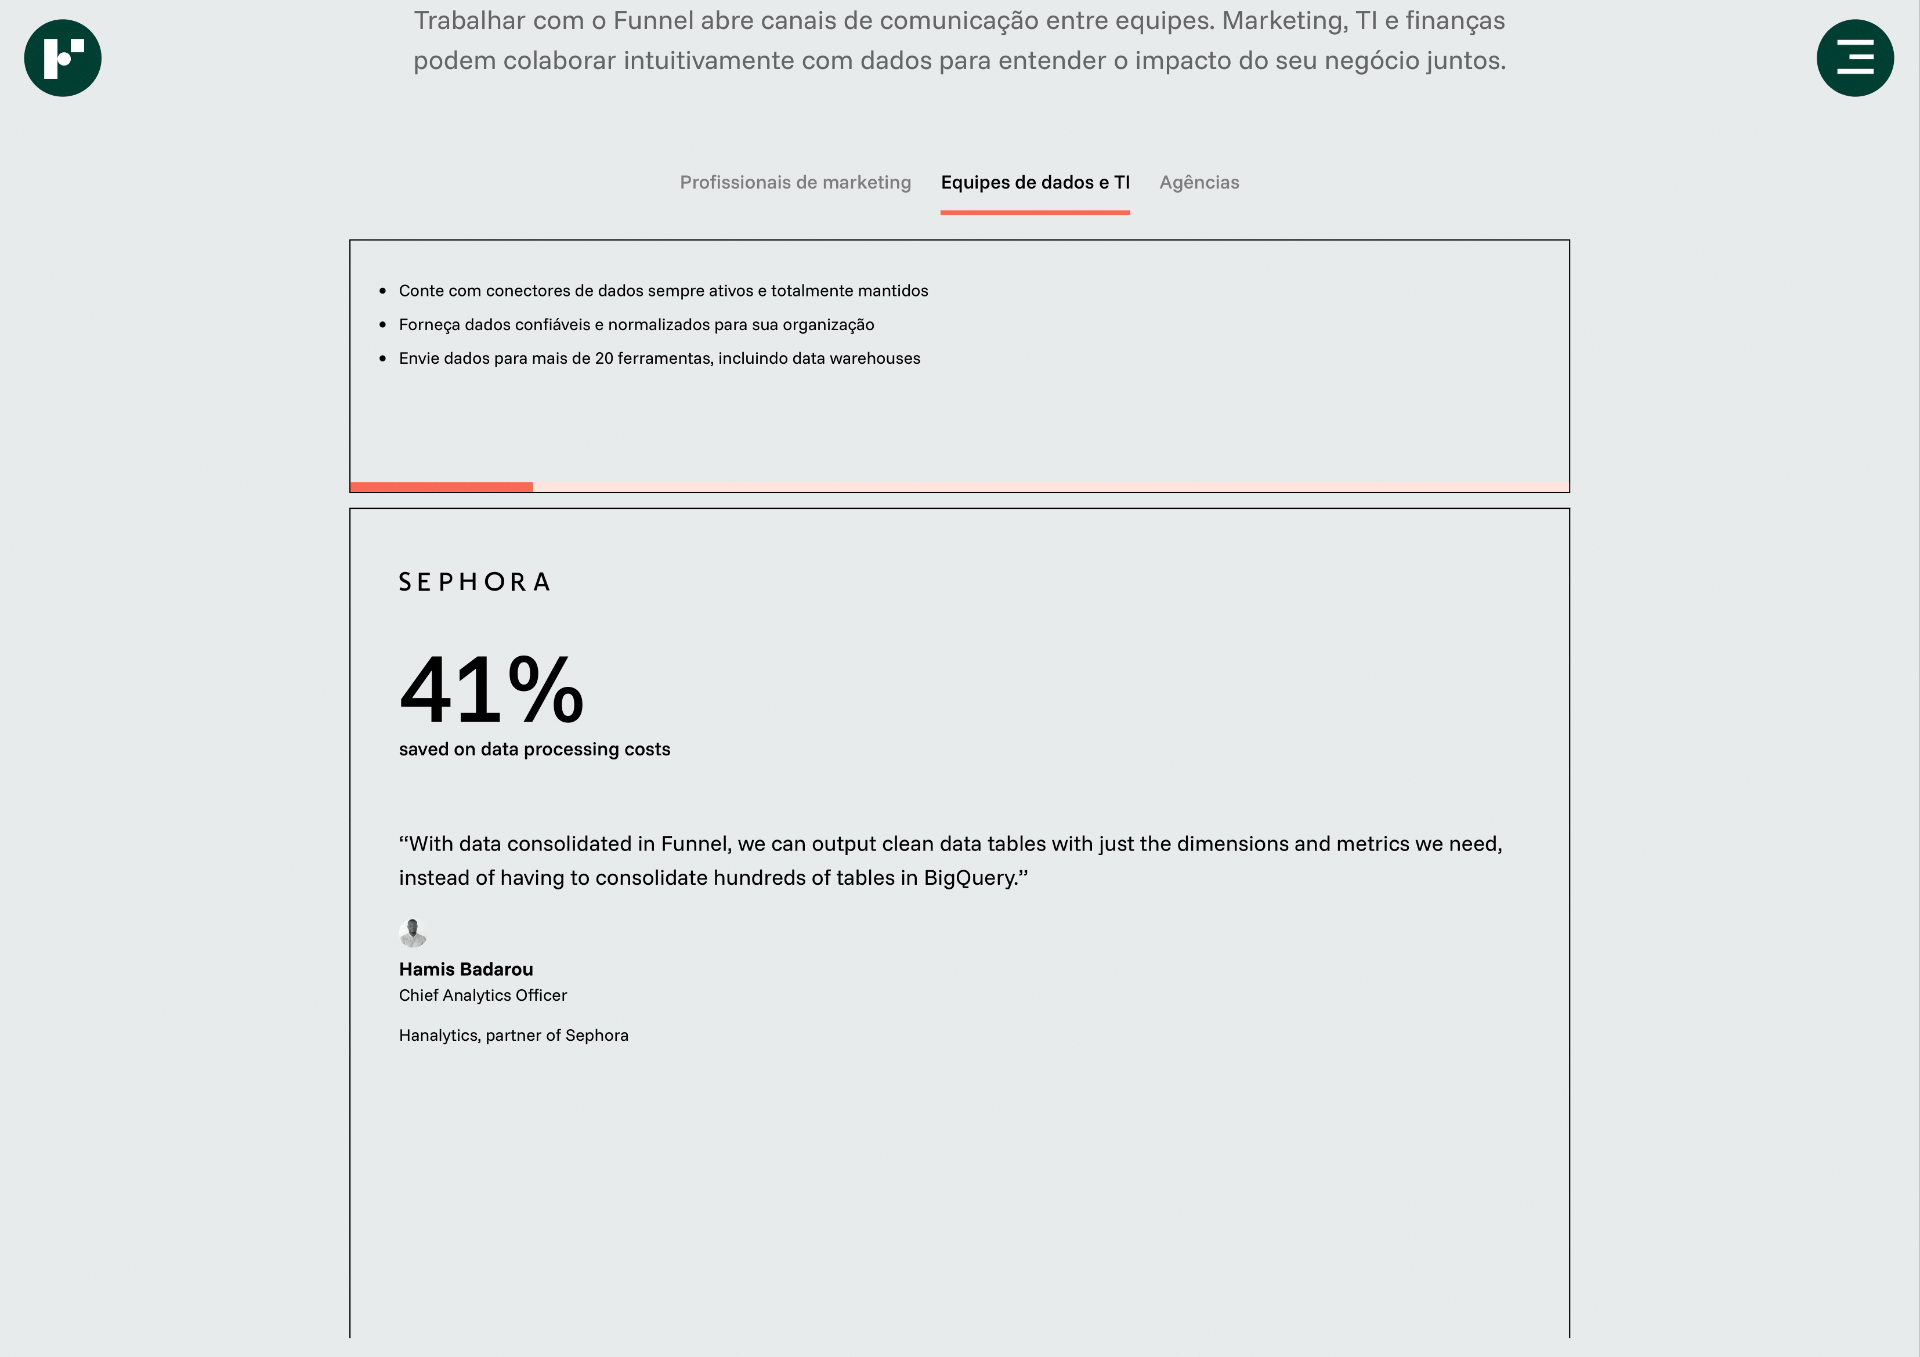 Trabalhar com o Funnel abre canais de comunicação entre equipes. Marketing, TI e finanças
podem colaborar intuitivamente com dados para entender o impacto do seu negócio juntos.
Profissionais de marketing
Equipes de dados e TI
Agências
Conte com conectores de dados sempre ativos e totalmente mantidos
Forneça dados confiáveis e normalizados para sua organização
Envie dados para mais de 20 ferramentas, incluindo data warehouses
SEPHORA
41%
saved on data processing costs
“With data consolidated in Funnel, we can output clean data tables with just the dimensions and metrics we need,
instead of having to consolidate hundreds of tables in BigQuery.”
Hamis Badarou
Chief Analytics Officer
Hanalytics, partner of Sephora